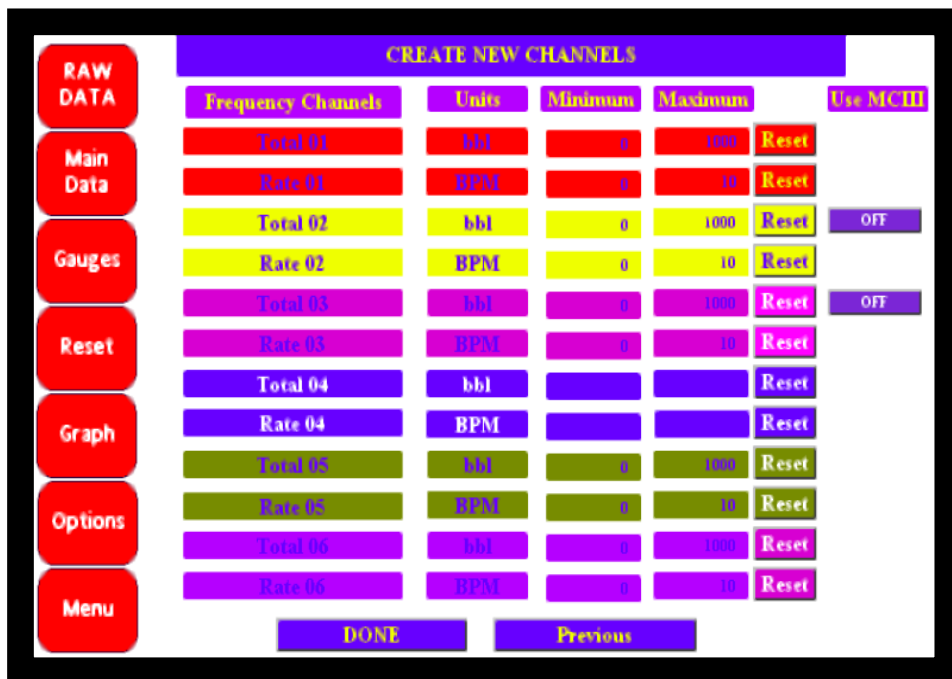 CREATE NEW CHANNELS
RAW
DATA
Main
Data
Gauges
Reset
Graph
Options
Menu
Frequency Channels Units Minimum Maximum Use MCIII
Total 01 bbl 0 1000 Reset
Rate 01 BPM 0 10 Reset
Total 02 bbl 0 1000 Reset OFF
Rate 02 BPM 0 10 Reset
Total 03 bbl 0 1000 Reset OFF
Rate 03 BPM 0 10 Reset
Total 04 bbl Reset
Rate 04 BPM Reset
Total 05 bbl 0 1000 Reset
Rate 05 BPM 0 10 Reset
Total 06 bbl 0 1000 Reset
Rate 06 BPM 0 10 Reset
DONE Previous